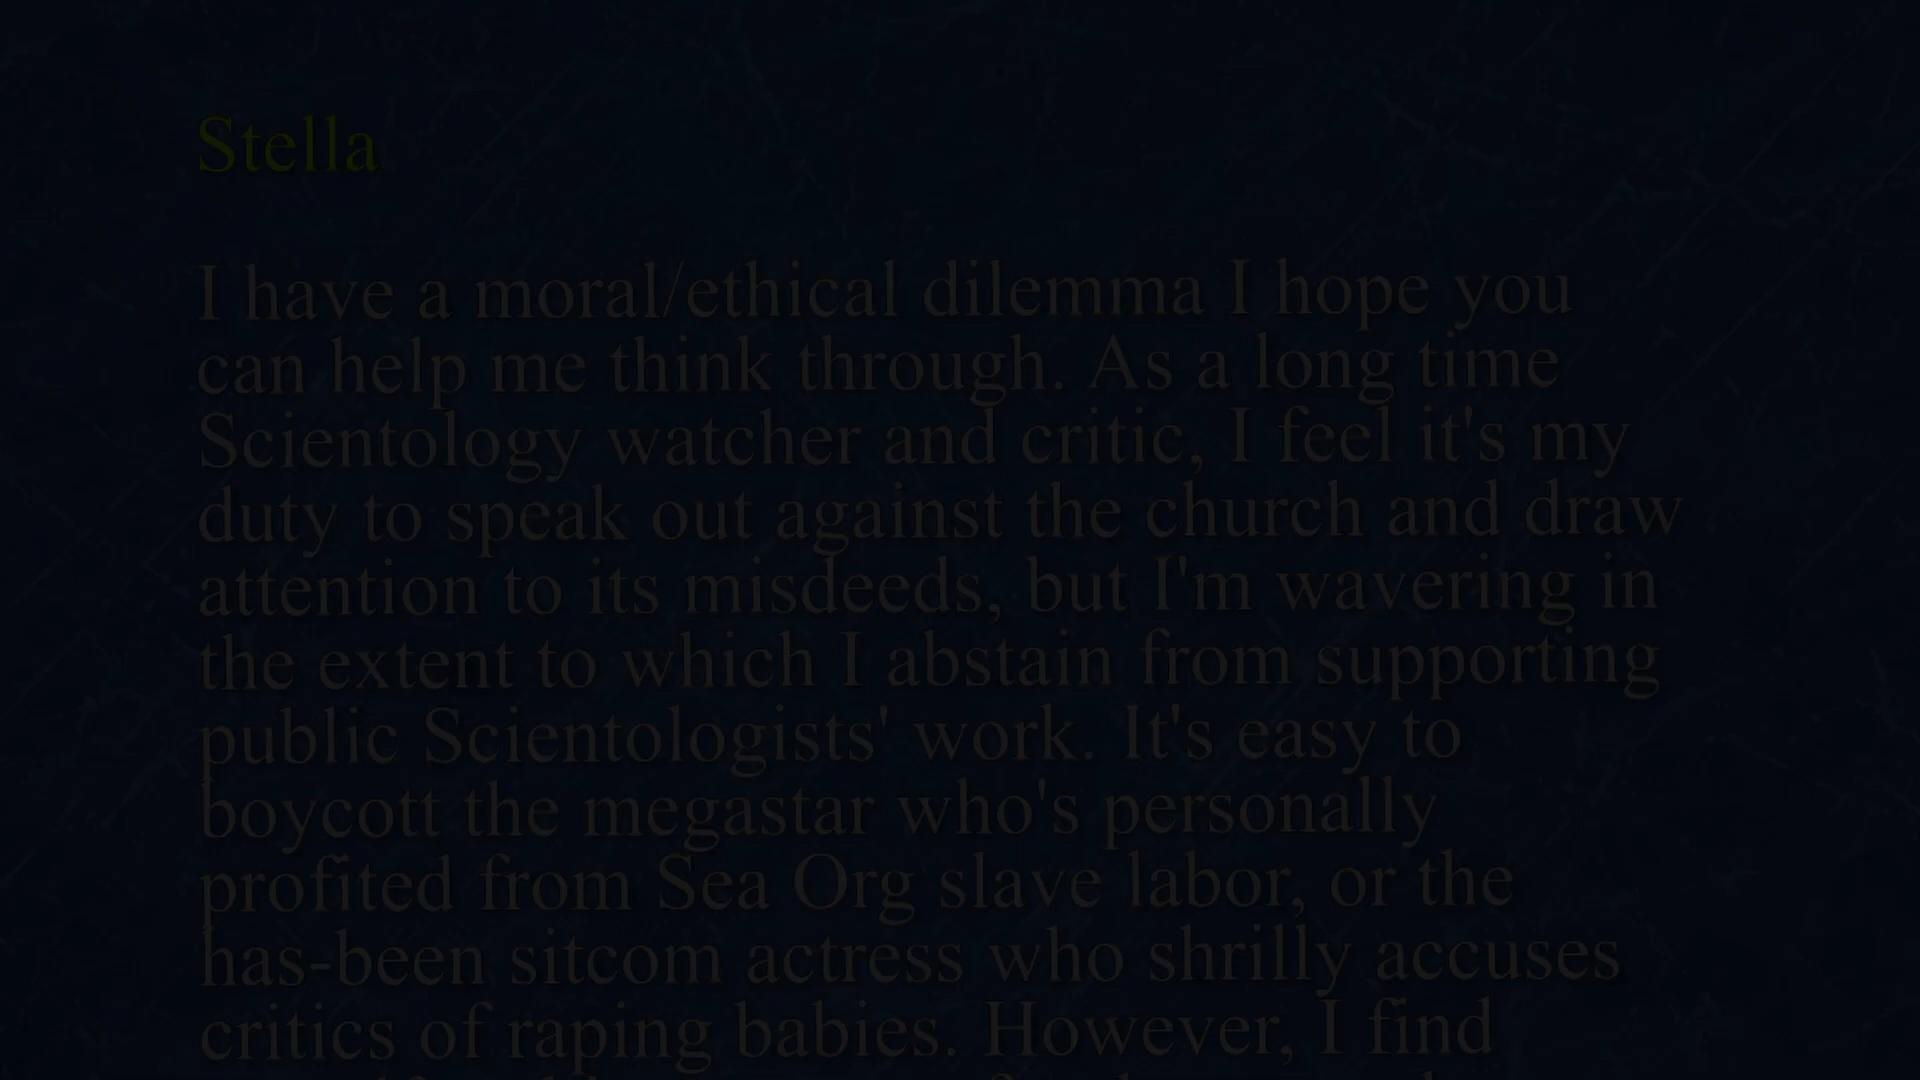 Stella
I have a moral/ethical dilemma I hope you
can help me think through. As a long time
Scientology watcher and critic, I feel it's my
duty to speak out against the church and draw
attention to its misdeeds, but I'm wavering in
the extent to which I abstain from supporting
public Scientologists' work. It's easy to
boycott the megastar who's personally
profited from Sea Org slave labor, or the
has-been sitcom actress who shrilly accuses
critics of raping babies. However, I find